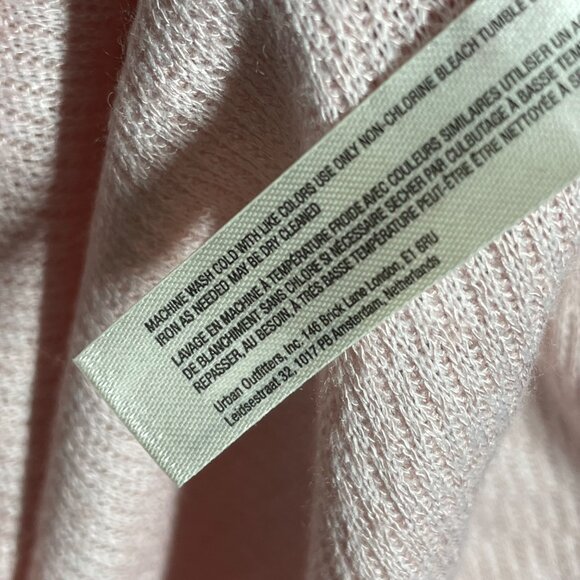 MACHINE WASH COLD WITH LIKE COLORS USE ONLY NON-CHLORINE BLEACH TUMBLE
IRON AS NEEDED MAY BE DRY CLEANED
LAVAGE EN MACHINE À TEMPÉRATURE FROIDE AVEC COULEURS SIMILAIRES UTILISER UN
DE BLANCHIMENT SANS CHLORE SI NÉCESSAIRE SÉCHER PAR CULBUTAGE À BASSE
REPASSER, AU BESOIN, À TRÈS BASSE TEMPÉRATURE PEUT-ÊTRE ÊTRE NETTOYÉE À
Urban Outfitters, Inc. 146 Brick Lane London, E1 6RU
Leidsestraat 32, 1017 PB Amsterdam, Netherlands